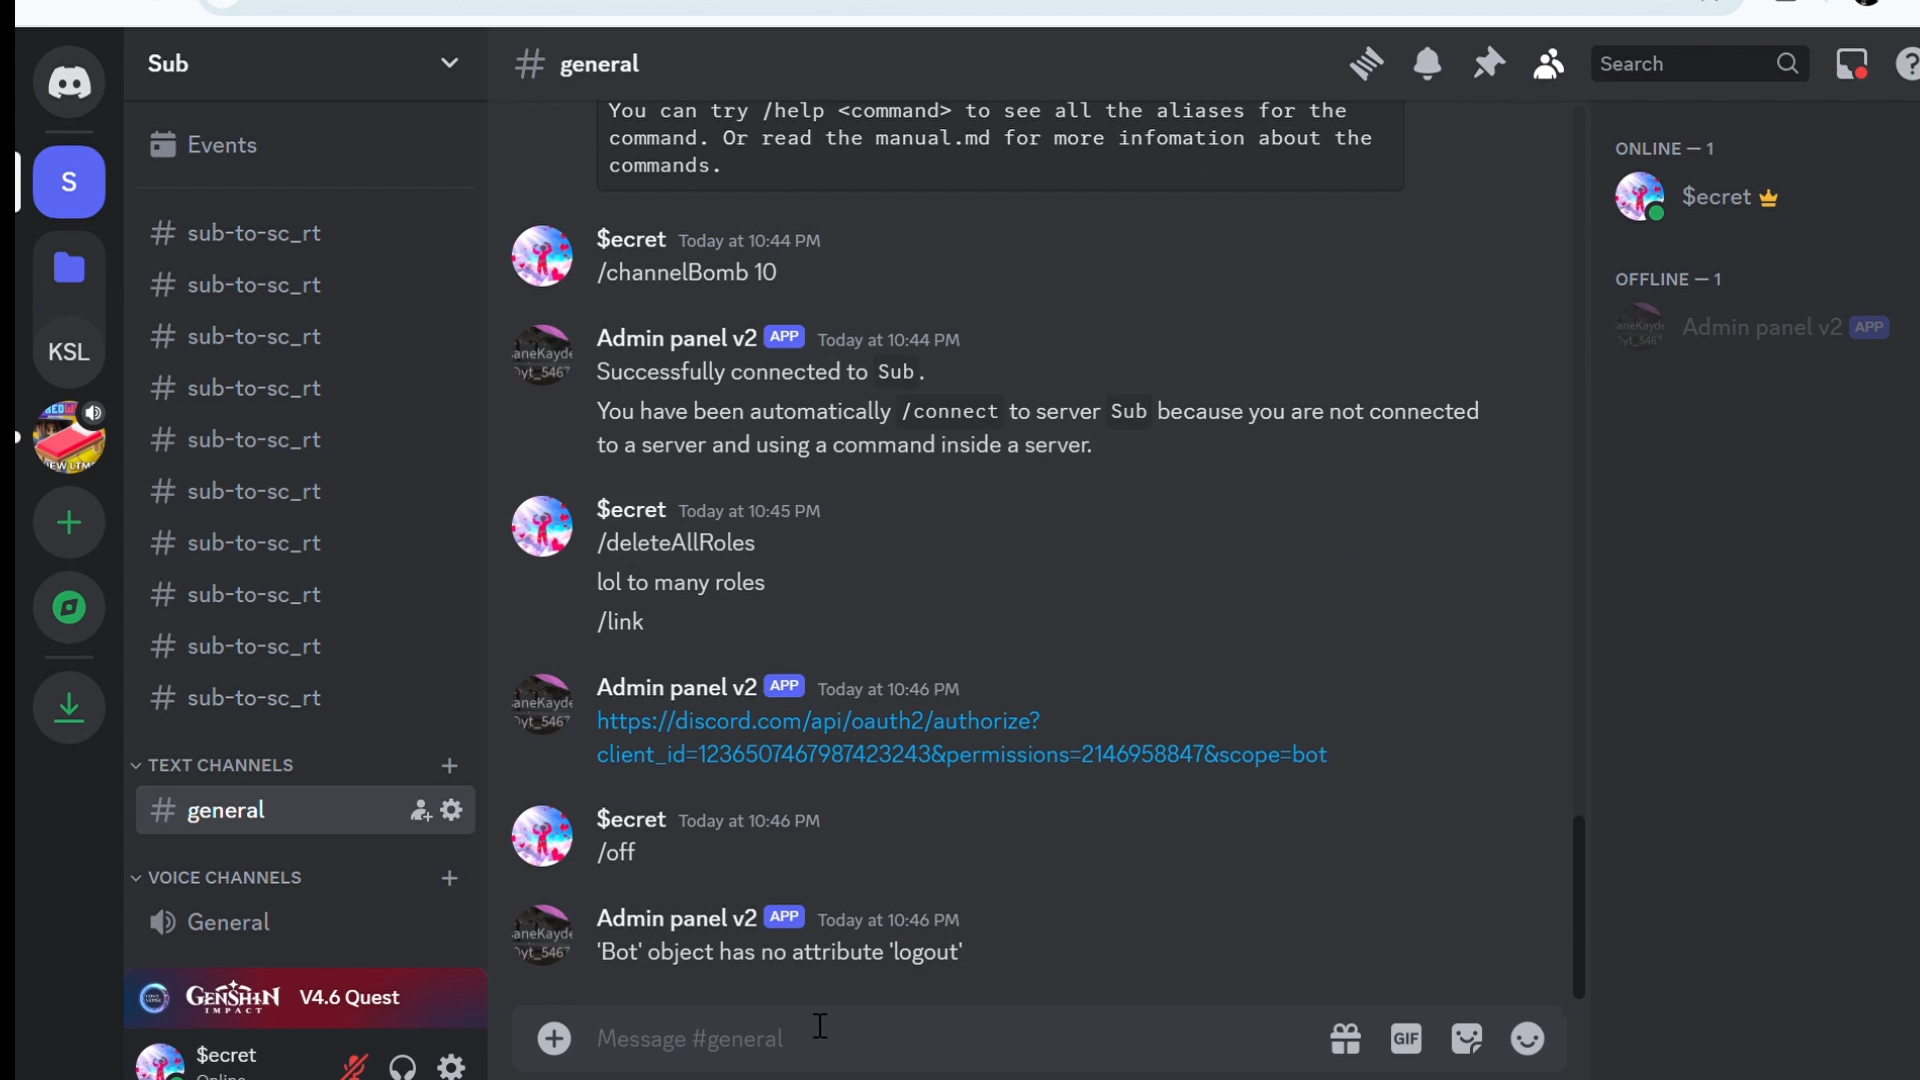 Sub
Events
sub-to-sc_rt
sub-to-sc_rt
sub-to-sc_rt
sub-to-sc_rt
sub-to-sc_rt
sub-to-sc_rt
sub-to-sc_rt
sub-to-sc_rt
sub-to-sc_rt
sub-to-sc_rt
TEXT CHANNELS
general
VOICE CHANNELS
General
GENSHIN IMPACT V4.6 Quest
$ecret
Online
S
KSL
EW LTM
general
Search
You can try /help <command> to see all the aliases for the
command. Or read the manual.md for more infomation about the
commands.
$ecret Today at 10:44 PM
/channelBomb 10
Admin panel v2 APP Today at 10:44 PM
Successfully connected to Sub.
You have been automatically /connect to server Sub because you are not connected
to a server and using a command inside a server.
$ecret Today at 10:45 PM
/deleteAllRoles
lol to many roles
/link
Admin panel v2 APP Today at 10:46 PM
https://discord.com/api/oauth2/authorize?
client_id=1236507467987423243&permissions=2146958847&scope=bot
$ecret Today at 10:46 PM
/off
Admin panel v2 APP Today at 10:46 PM
'Bot' object has no attribute 'logout'
Message #general
GIF
ONLINE — 1
$ecret
OFFLINE — 1
Admin panel v2 APP